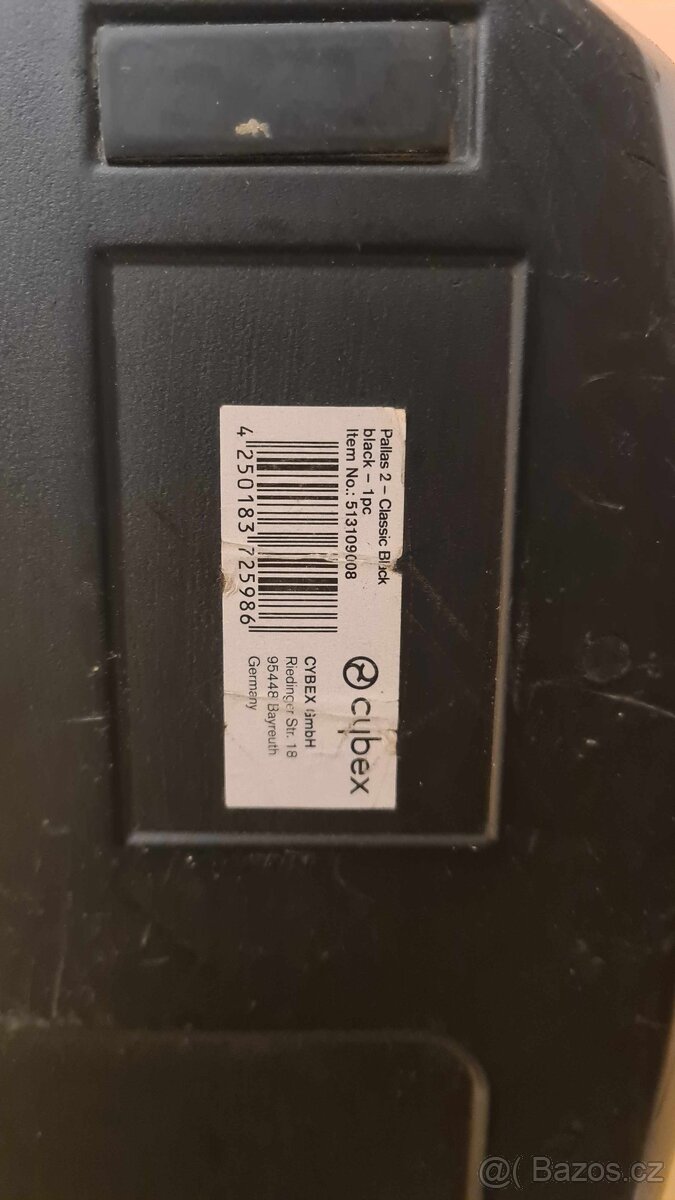 Pallas 2 – Classic Black
black – 1pc
Item No.: 513109008
4 250183 725986
cybex
CYBEX GmbH
Riedinger Str. 18
95448 Bayreuth
Germany
@( Bazos.cz